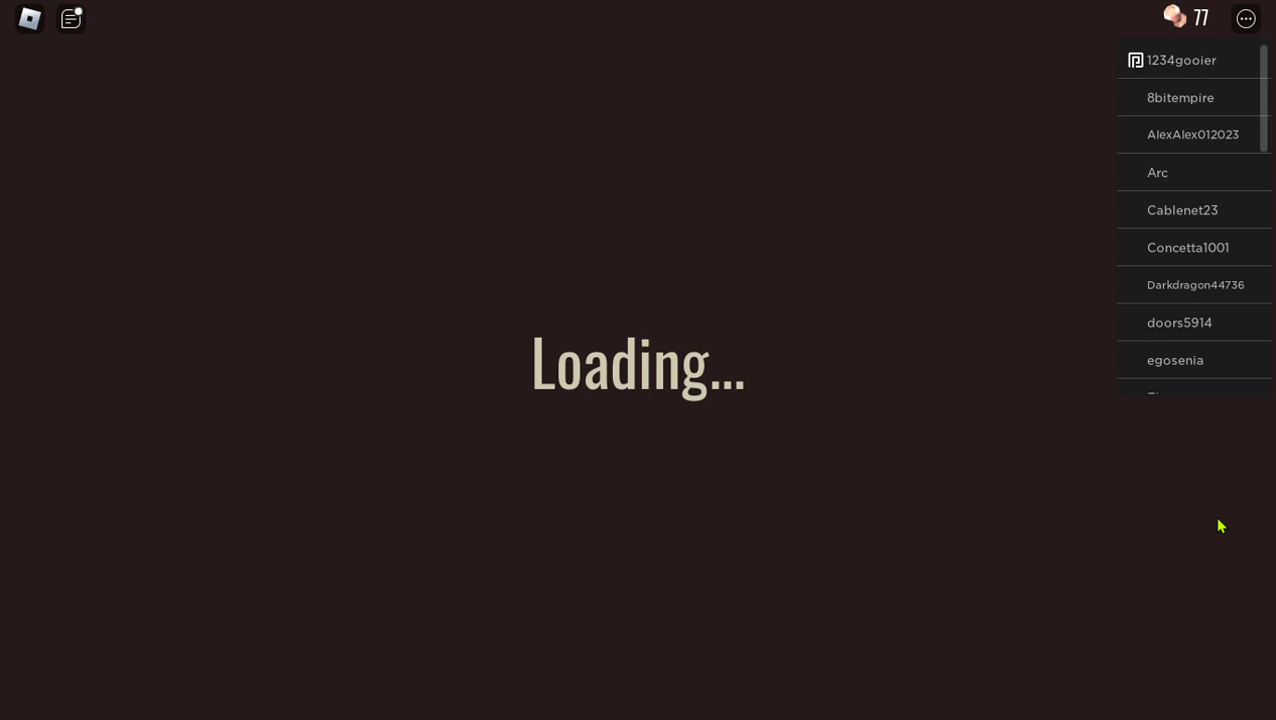 77
1234gooier
8bitempire
AlexAlex012023
Arc
Cablenet23
Concetta1001
Darkdragon44736
doors5914
egosenia
Loading...